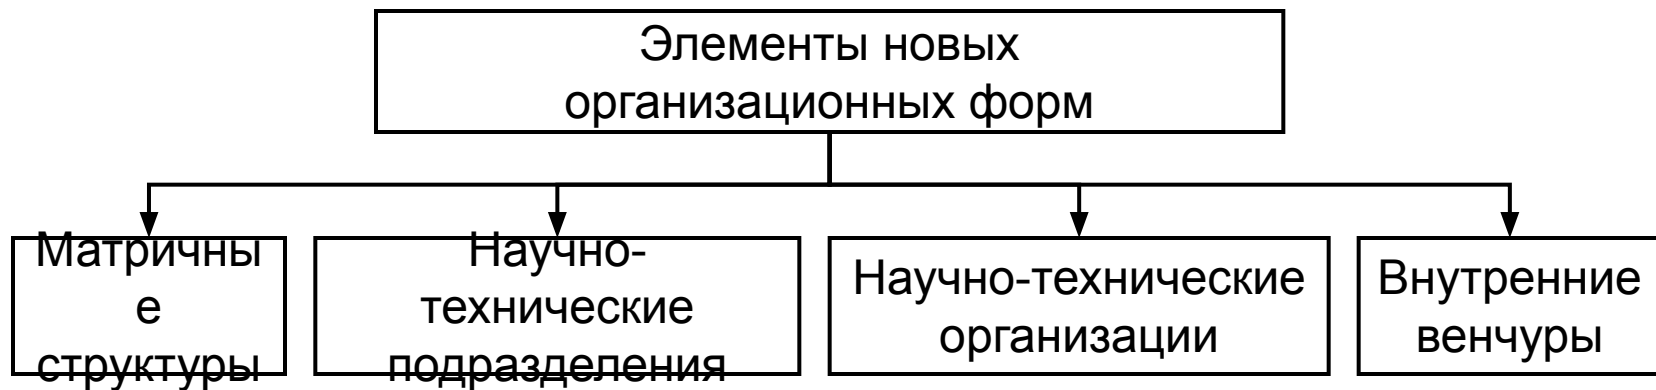 Элементы новых
организационных форм
Матричны
е
структуры
Научно-
технические
подразделения
Научно-технические
организации
Внутренние
венчуры